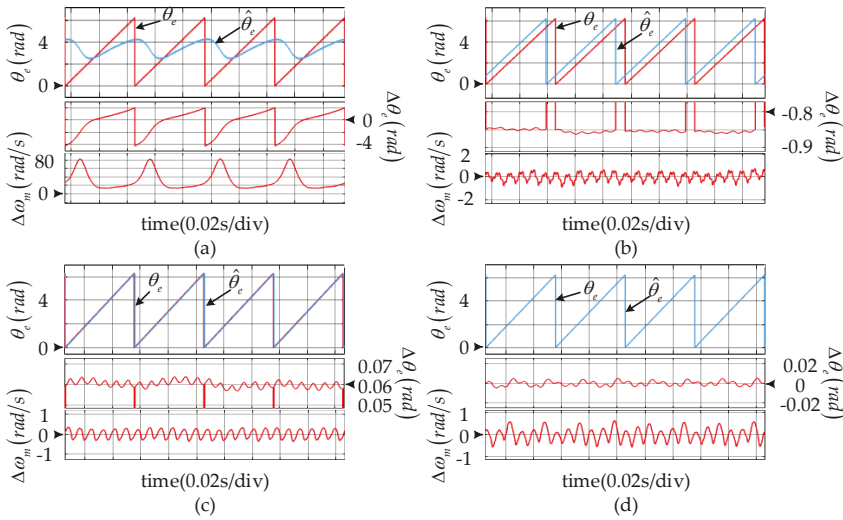 θe (rad)
4
0
θe
θ̂e
Δθe (rad)
0
-4
Δωm (rad/s)
80
0
time(0.02s/div)
(a)
θe (rad)
4
0
θe
θ̂e
Δθe (rad)
-0.8
-0.9
Δωm (rad/s)
2
0
-2
time(0.02s/div)
(b)
θe (rad)
4
0
θe
θ̂e
Δθe (rad)
0.07
0.06
0.05
Δωm (rad/s)
1
0
-1
time(0.02s/div)
(c)
θe (rad)
4
0
θe
θ̂e
Δθe (rad)
0.02
0
-0.02
Δωm (rad/s)
1
0
-1
time(0.02s/div)
(d)